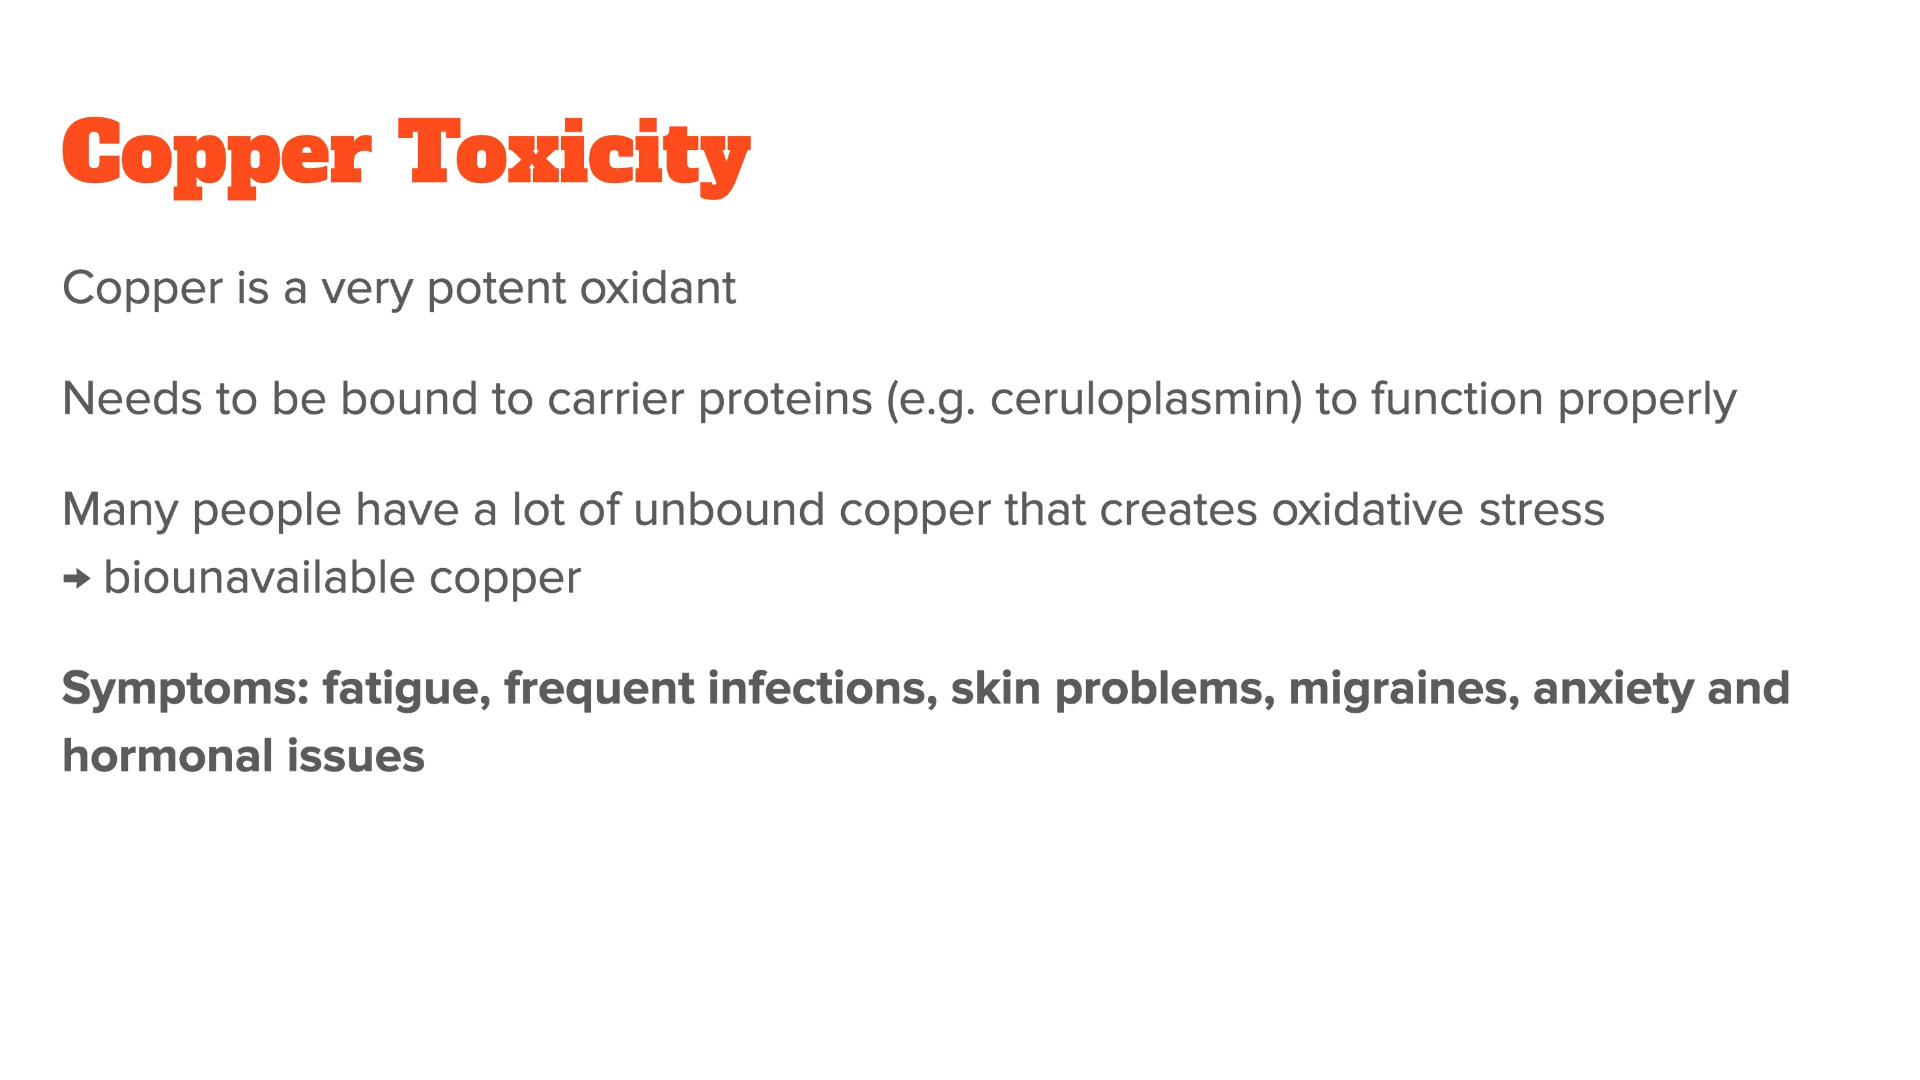 Copper Toxicity
Copper is a very potent oxidant
Needs to be bound to carrier proteins (e.g. ceruloplasmin) to function properly
Many people have a lot of unbound copper that creates oxidative stress
➜ biounavailable copper
Symptoms: fatigue, frequent infections, skin problems, migraines, anxiety and
hormonal issues